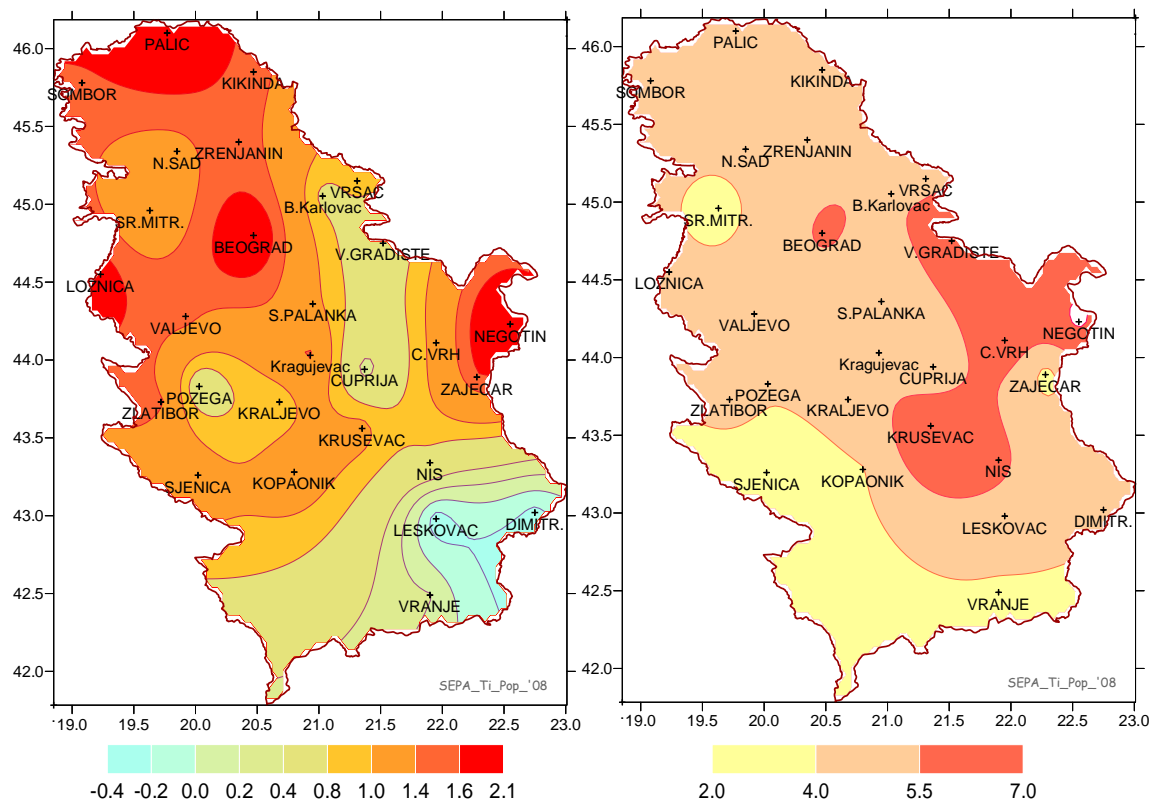 46.0
45.5
45.0
44.5
44.0
43.5
43.0
42.5
42.0
PALIC
KIKINDA
SOMBOR
ZRENJANIN
N.SAD
VRSAC
B.Karlovac
SR.MITR.
BEOGRAD
V.GRADISTE
LOZNICA
S.PALANKA
VALJEVO
NEGOTIN
C.VRH
Kragujevac
CUPRIJA
ZAJECAR
POZEGA
ZLATIBOR
KRALJEVO
KRUSEVAC
NIS
KOPAONIK
SJENICA
DIMITR.
LESKOVAC
VRANJE
SEPA_Ti_Pop_'08
19.0 20.0 20.5 21.0 21.5 22.0 22.5 23.0
-0.4 -0.2 0.0 0.2 0.4 0.8 1.0 1.4 1.6 2.1
46.0
45.5
45.0
44.5
44.0
43.5
43.0
42.5
42.0
PALIC
KIKINDA
SOMBOR
ZRENJANIN
N.SAD
VRSAC
B.Karlovac
SR.MITR.
BEOGRAD
V.GRADISTE
LOZNICA
S.PALANKA
VALJEVO
NEGOTIN
C.VRH
Kragujevac
CUPRIJA
ZAJECAR
POZEGA
ZLATIBOR
KRALJEVO
KRUSEVAC
NIS
KOPAONIK
SJENICA
DIMITR.
LESKOVAC
VRANJE
SEPA_Ti_Pop_'08
19.0 20.0 20.5 21.0 21.5 22.0 22.5 23.0
2.0 4.0 5.5 7.0